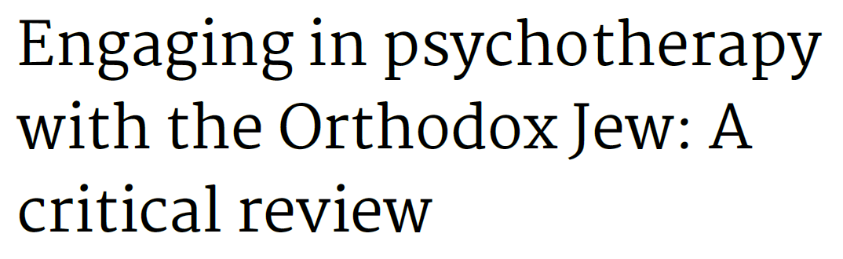 Engaging in psychotherapy
with the Orthodox Jew: A
critical review